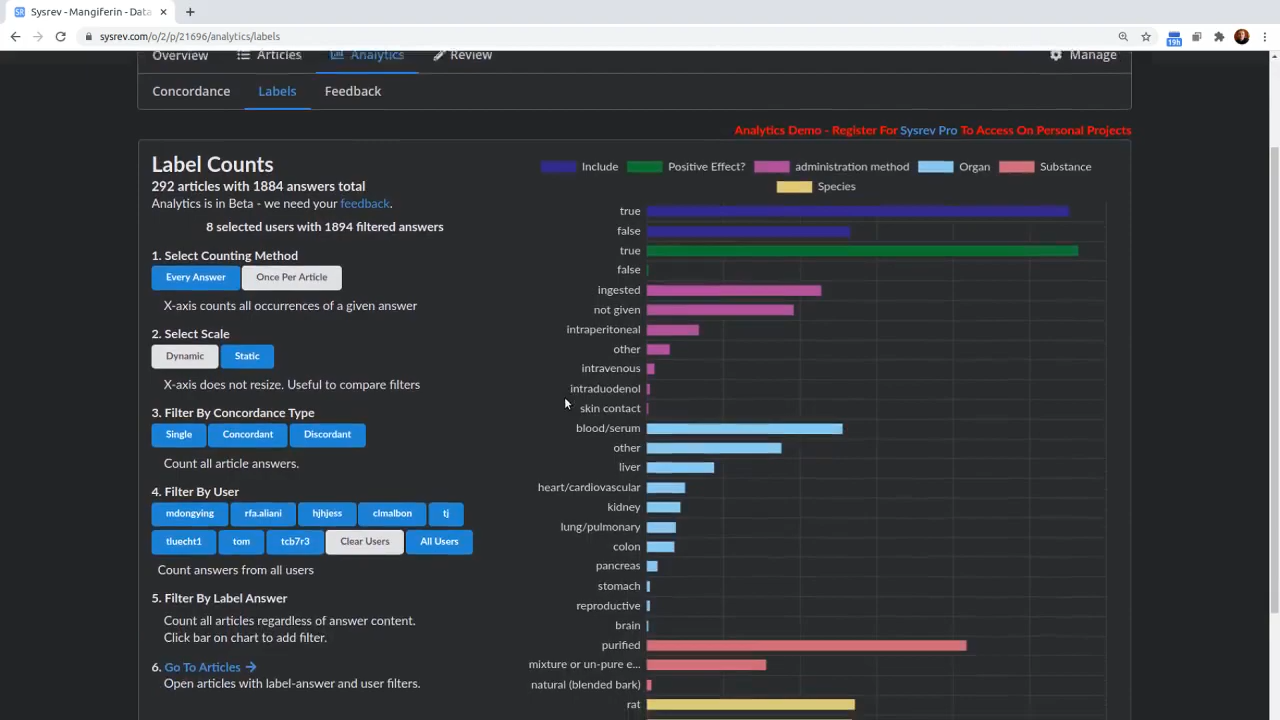 Sysrev - Mangiferin - Data
sysrev.com/o/2/p/21696/analytics/labels
19h
Overview Articles Analytics Review Manage
Concordance Labels Feedback
Analytics Demo - Register For Sysrev Pro To Access On Personal Projects
Label Counts
292 articles with 1884 answers total
Analytics is in Beta - we need your feedback.
8 selected users with 1894 filtered answers
1. Select Counting Method
Every Answer Once Per Article
X-axis counts all occurrences of a given answer
2. Select Scale
Dynamic Static
X-axis does not resize. Useful to compare filters
3. Filter By Concordance Type
Single Concordant Discordant
Count all article answers.
4. Filter By User
mdongying rfa.aliani hjhjess clmalbon tj
tluecht1 tom tcb7r3 Clear Users All Users
Count answers from all users
5. Filter By Label Answer
Count all articles regardless of answer content.
Click bar on chart to add filter.
6. Go To Articles →
Open articles with label-answer and user filters.
Include Positive Effect? administration method Organ Substance
Species
true
false
true
false
ingested
not given
intraperitoneal
other
intravenous
intraduodenol
skin contact
blood/serum
other
liver
heart/cardiovascular
kidney
lung/pulmonary
colon
pancreas
stomach
reproductive
brain
purified
mixture or un-pure e...
natural (blended bark)
rat